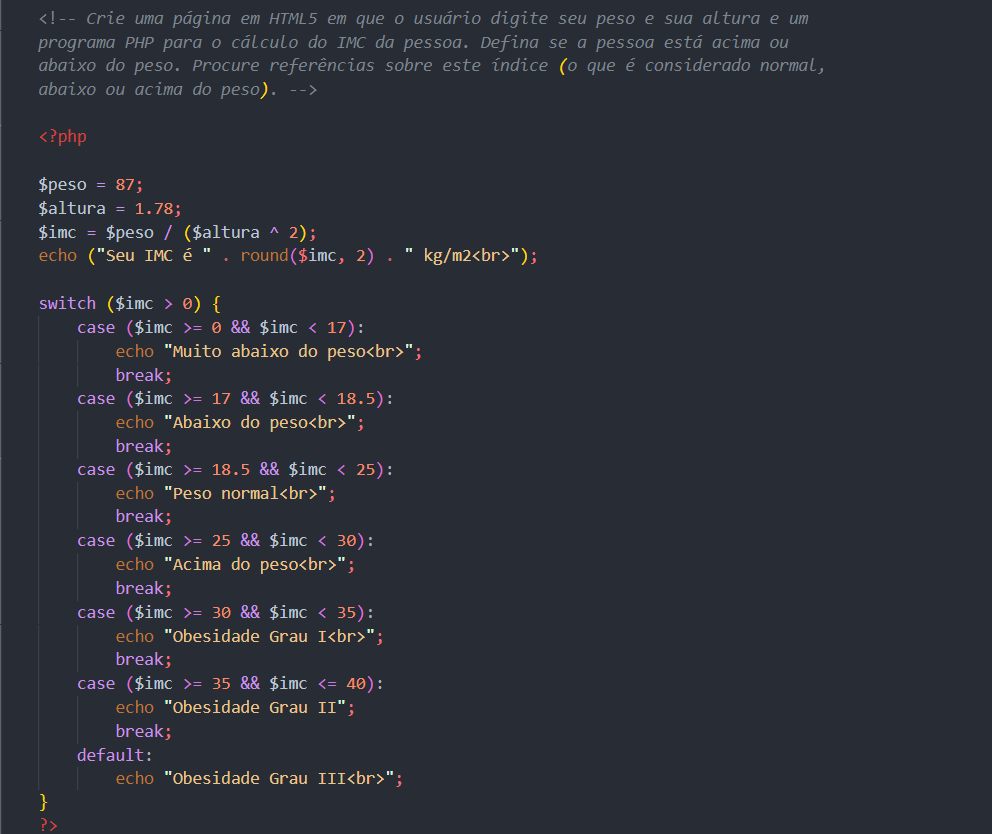 <!-- Crie uma página em HTML5 em que o usuário digite seu peso e sua altura e um
programa PHP para o cálculo do IMC da pessoa. Defina se a pessoa está acima ou
abaixo do peso. Procure referências sobre este índice (o que é considerado normal,
abaixo ou acima do peso). -->
<?php
$peso = 87;
$altura = 1.78;
$imc = $peso / ($altura ^ 2);
echo ("Seu IMC é " . round($imc, 2) . " kg/m2<br>");
switch ($imc > 0) {
    case ($imc >= 0 && $imc < 17):
        echo "Muito abaixo do peso<br>";
        break;
    case ($imc >= 17 && $imc < 18.5):
        echo "Abaixo do peso<br>";
        break;
    case ($imc >= 18.5 && $imc < 25):
        echo "Peso normal<br>";
        break;
    case ($imc >= 25 && $imc < 30):
        echo "Acima do peso<br>";
        break;
    case ($imc >= 30 && $imc < 35):
        echo "Obesidade Grau I<br>";
        break;
    case ($imc >= 35 && $imc <= 40):
        echo "Obesidade Grau II";
        break;
    default:
        echo "Obesidade Grau III<br>";
}
?>